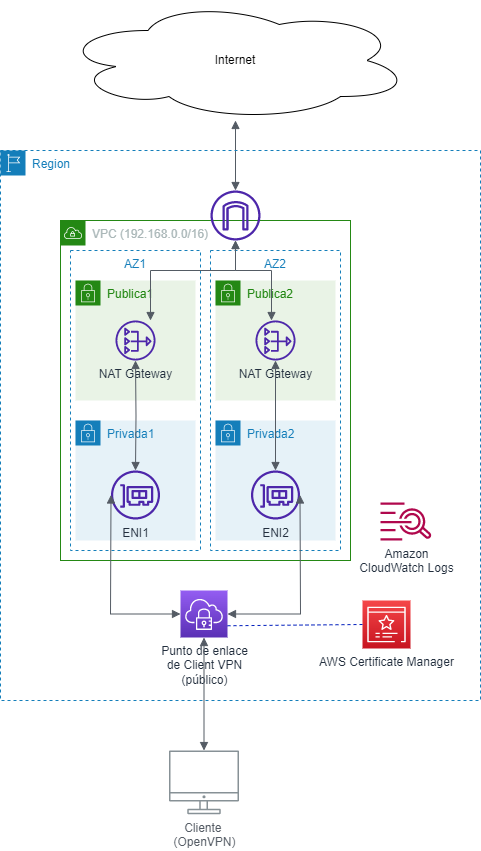 Internet
Region
VPC (192.168.0.0/16)
AZ1
AZ2
Publica1
Publica2
NAT Gateway
NAT Gateway
Privada1
Privada2
ENI1
ENI2
Amazon
CloudWatch Logs
Punto de enlace
de Client VPN
(público)
AWS Certificate Manager
Cliente
(OpenVPN)